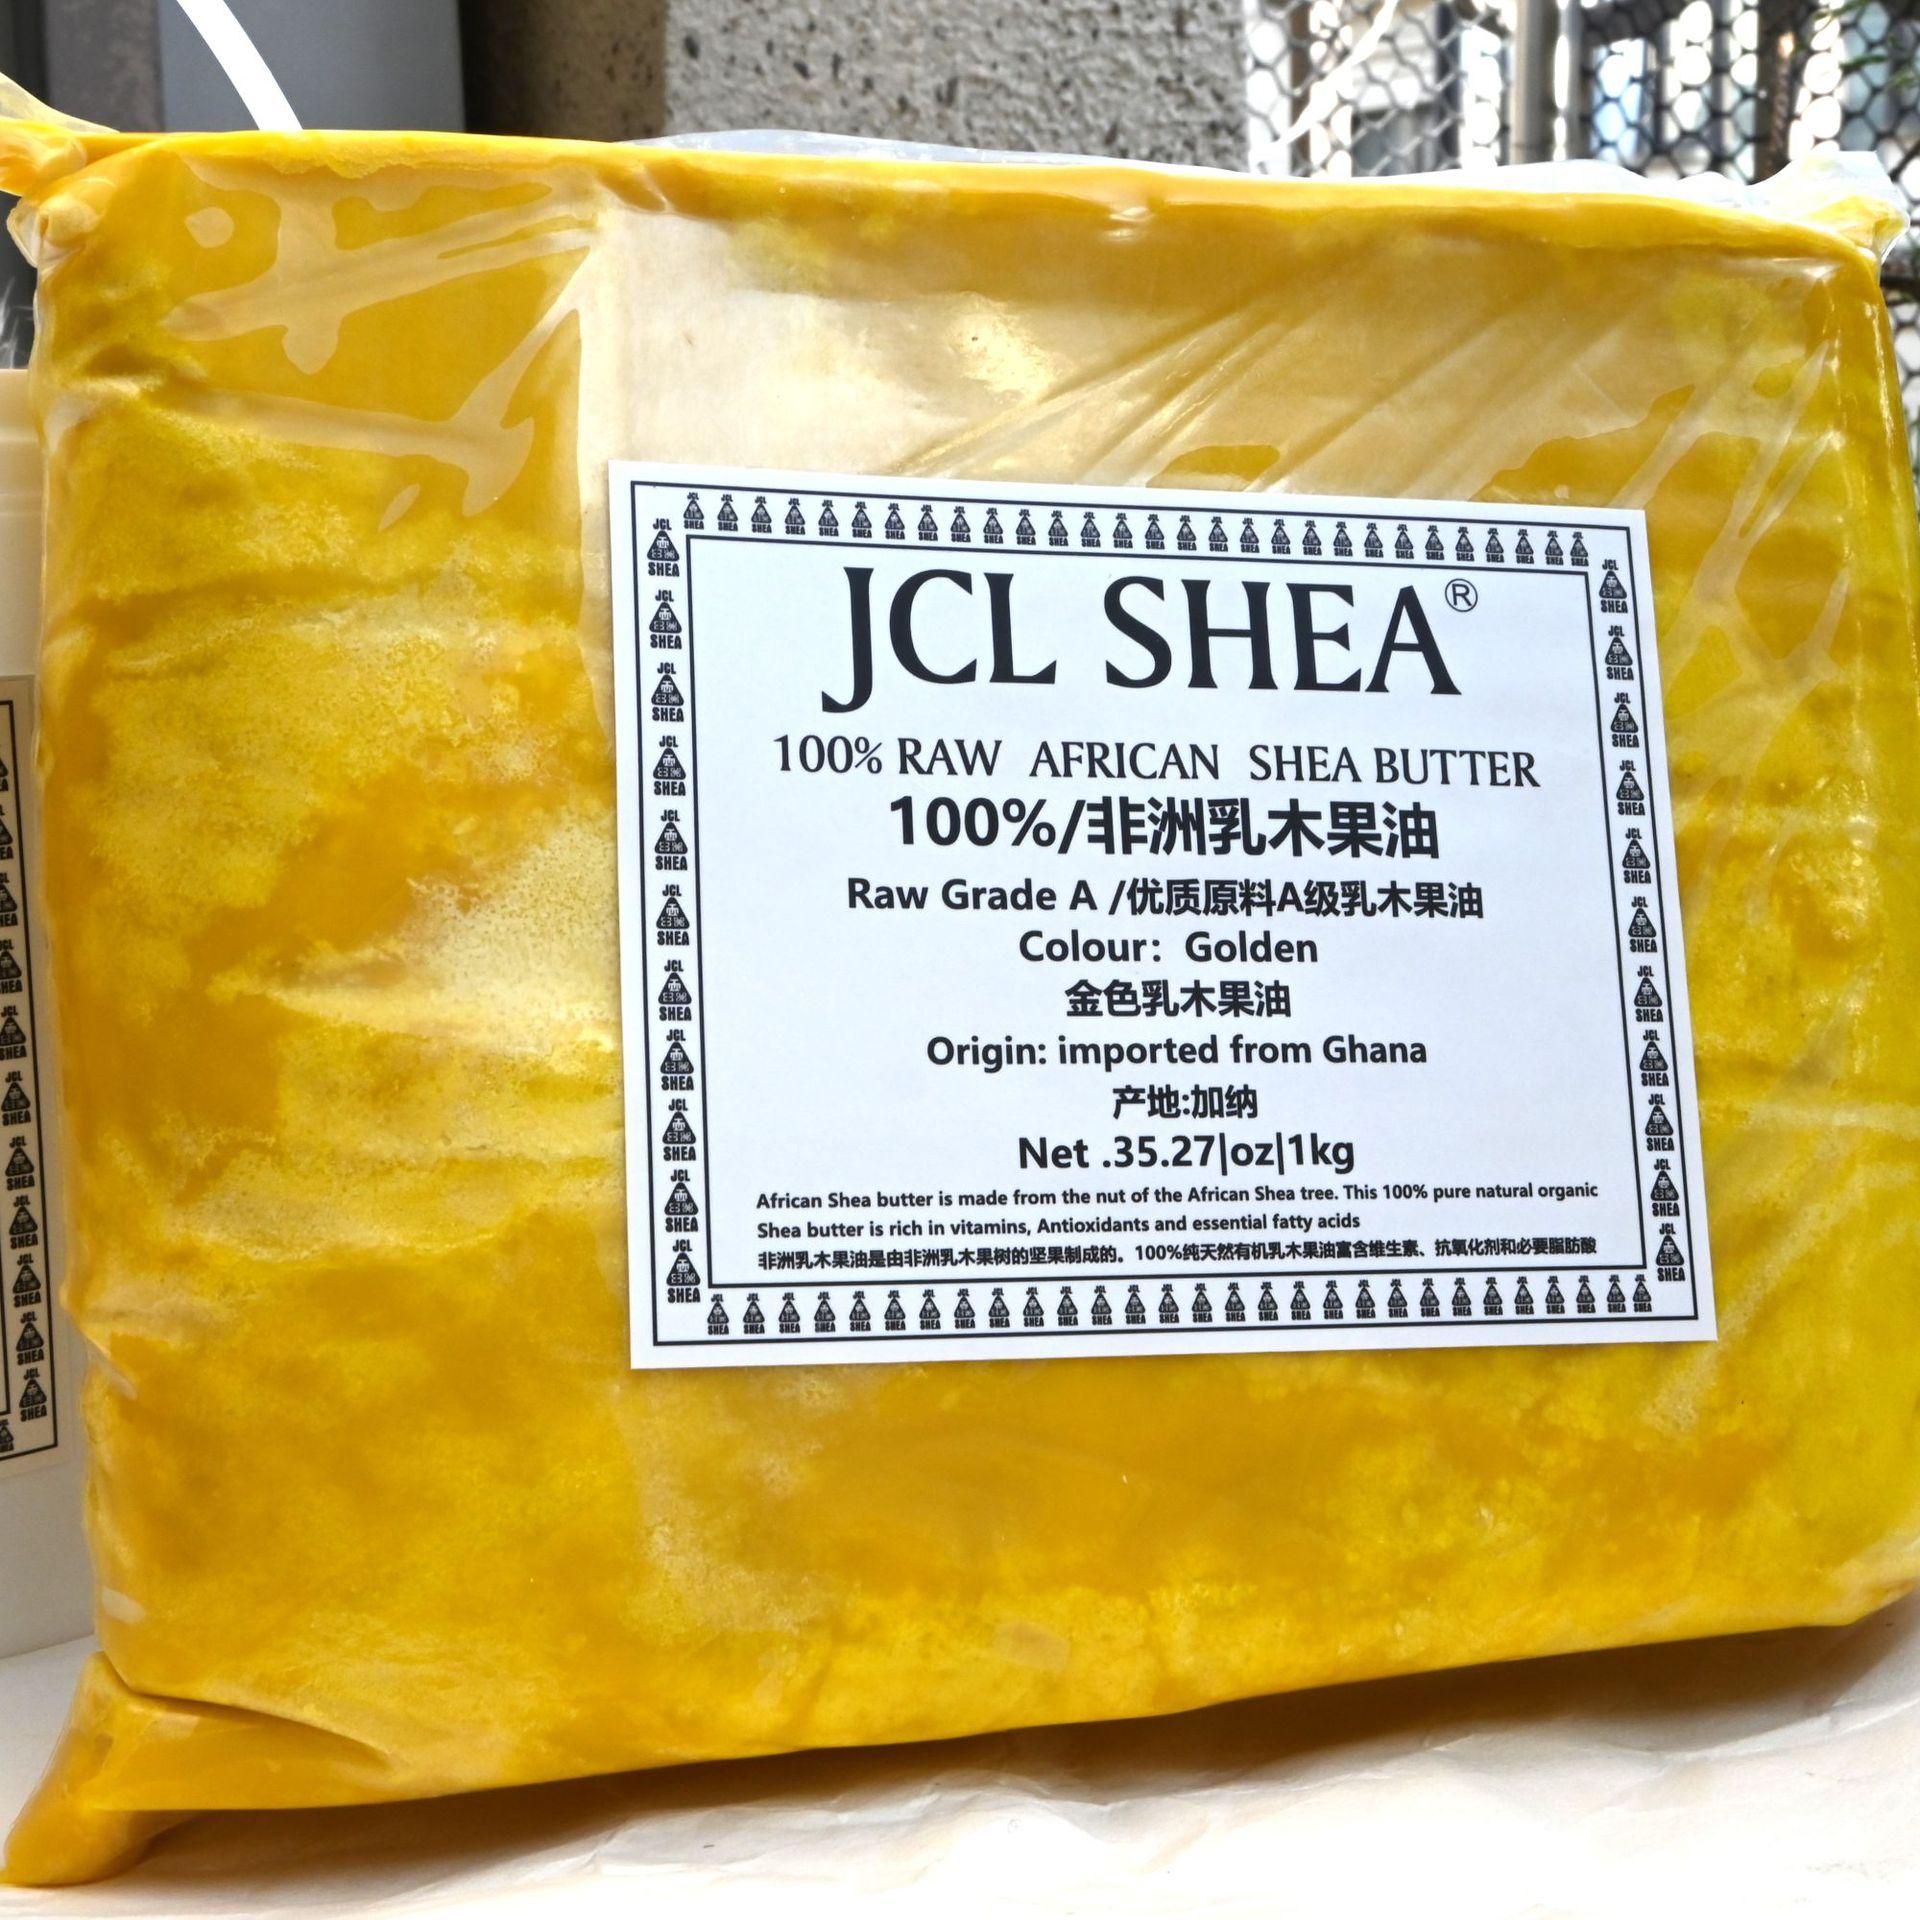 JCL SHEA®
100% RAW AFRICAN SHEA BUTTER
100%/非洲乳木果油
Raw Grade A /优质原料A级乳木果油
Colour: Golden
金色乳木果油
Origin: imported from Ghana
产地:加纳
Net .35.27|oz|1kg
African Shea butter is made from the nut of the African Shea tree. This 100% pure natural organic
Shea butter is rich in vitamins, Antioxidants and essential fatty acids
非洲乳木果油是由非洲乳木果树的坚果制成的。100%纯天然有机乳木果油富含维生素、抗氧化剂和必要脂肪酸